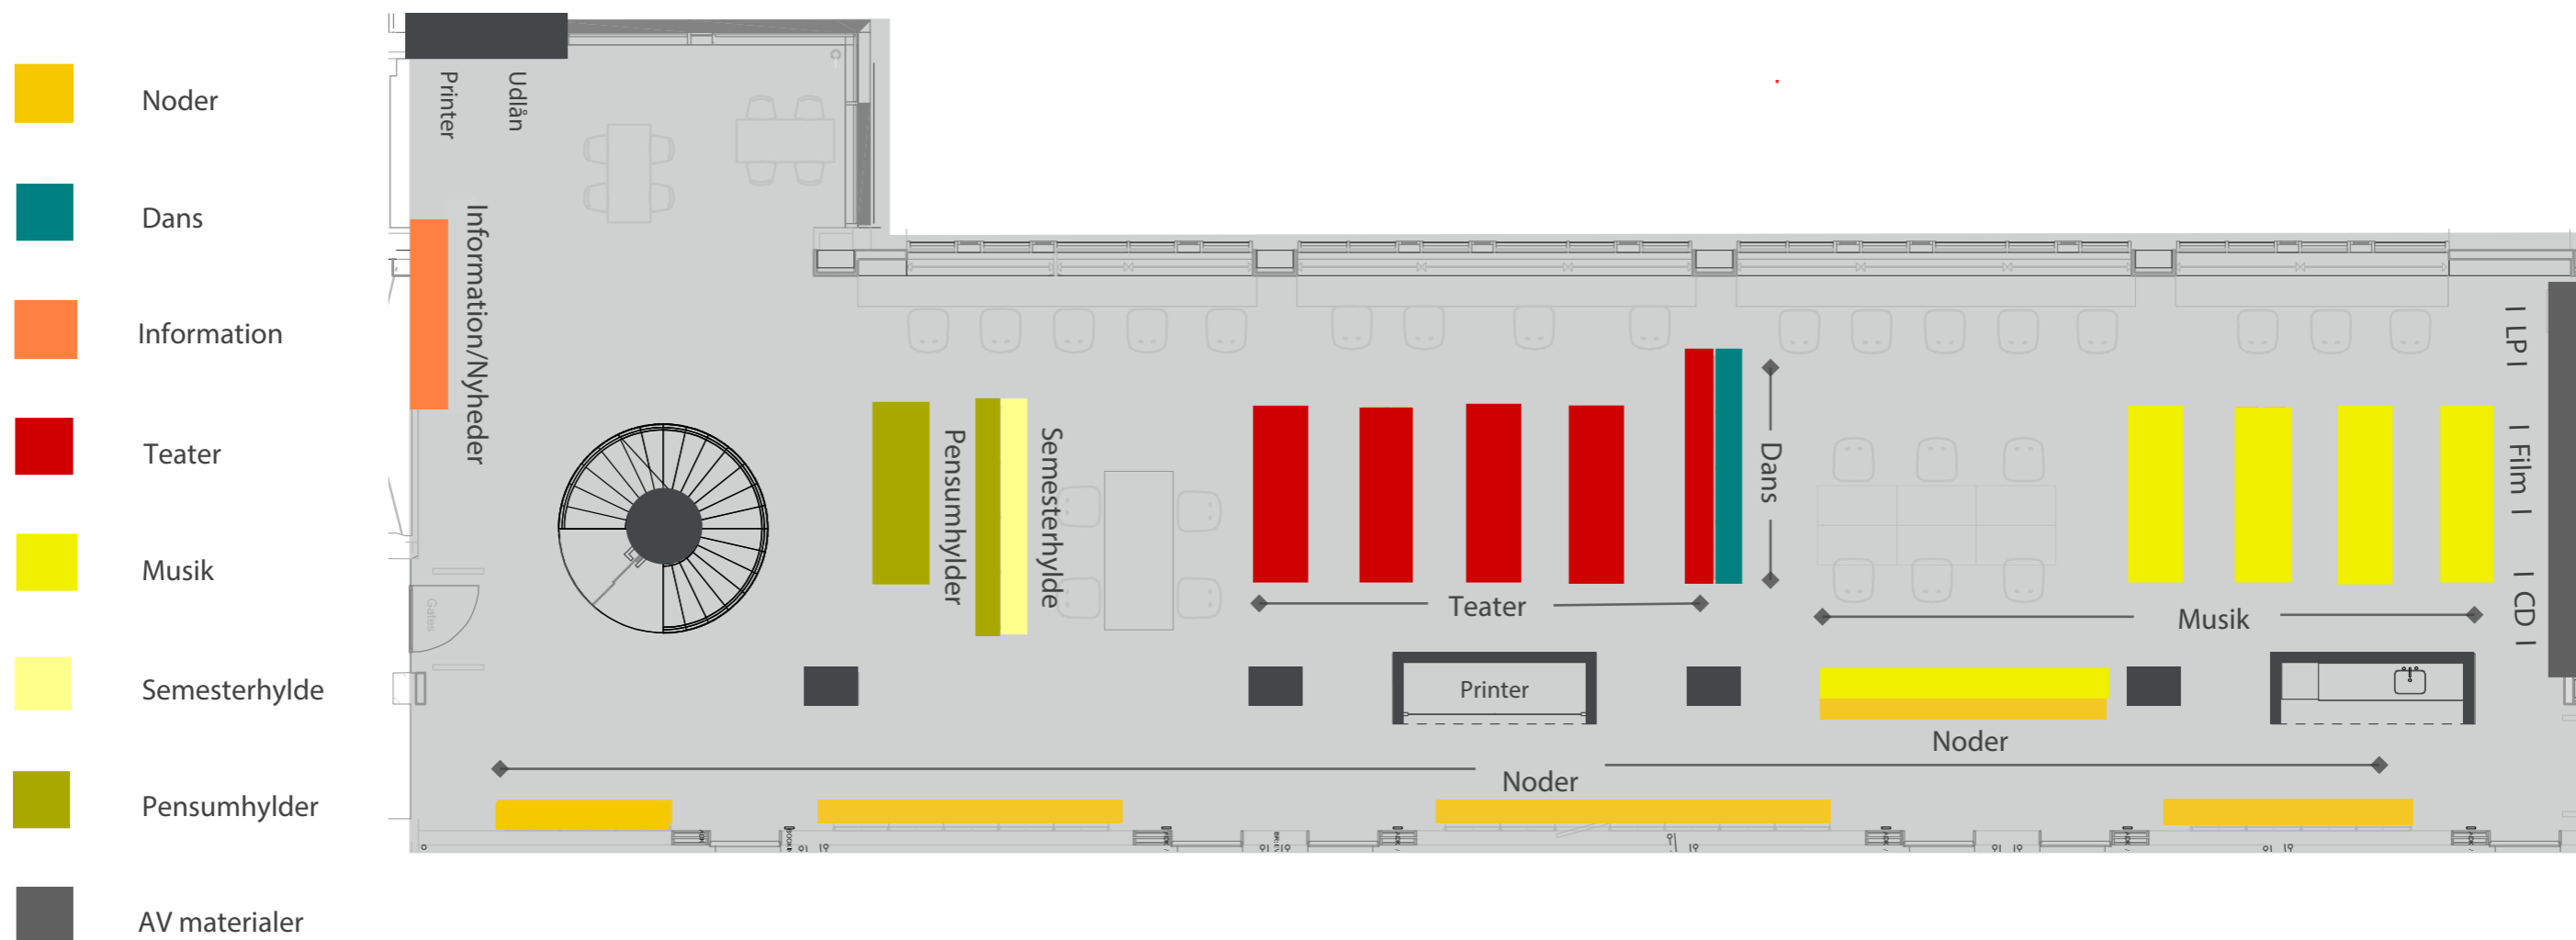 Noder
Dans
Information
Teater
Musik
Semesterhylde
Pensumhylder
AV materialer
Printer
Udlån
Information/Nyheder
Gates
Pensumhylder
Semesterhylde
Teater
Dans
Musik
I LP I
I Film I
I CD I
Printer
Noder
Noder